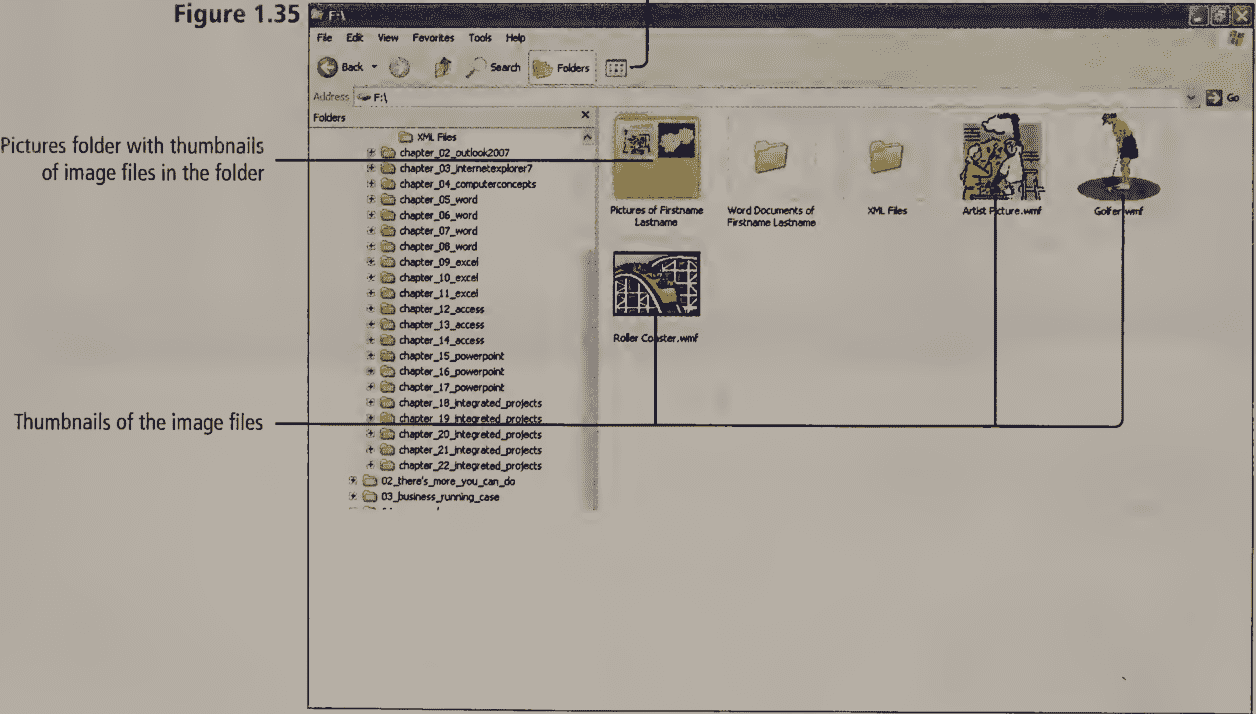 Figure 1.35
F:\
File Edit View Favorites Tools Help
Back Search Folders
Address F:\ Go
Folders
XML Files
chapter_02_outlook2007
chapter_03_internetexplorer7
chapter_04_computerconcepts
chapter_05_word
chapter_06_word
chapter_07_word
chapter_08_word
chapter_09_excel
chapter_10_excel
chapter_11_excel
chapter_12_access
chapter_13_access
chapter_14_access
chapter_15_powerpoint
chapter_16_powerpoint
chapter_17_powerpoint
chapter_18_integrated_projects
chapter_19_integrated_projects
chapter_20_integrated_projects
chapter_21_integrated_projects
chapter_22_integrated_projects
02_there's_more_you_can_do
03_business_running_case
Pictures folder with thumbnails
of image files in the folder
Thumbnails of the image files
Pictures of Firstname
Lastname
Word Documents of
Firstname Lastname
XML Files
Artist Picture.wmf
Golfer.wmf
Roller Coaster.wmf